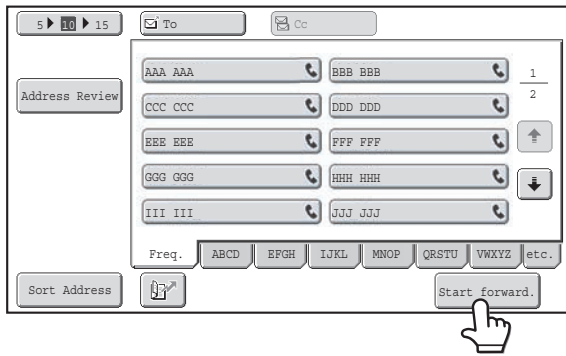 5 10 15
To
Cc
AAA AAA
BBB BBB
1
2
Address Review
CCC CCC
DDD DDD
EEE EEE
FFF FFF
GGG GGG
HHH HHH
III III
JJJ JJJ
Freq. ABCD EFGH IJKL MNOP QRSTU VWXYZ etc.
Sort Address
Start forward.